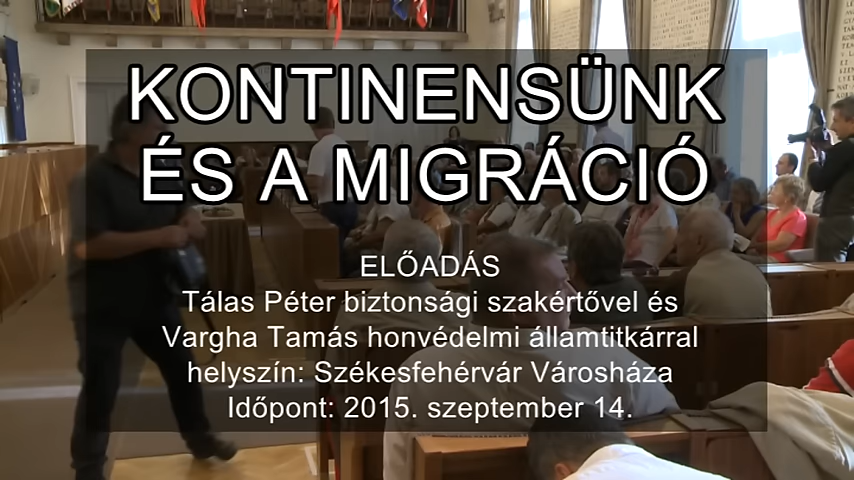 KONTINENSÜNK
ÉS A MIGRÁCIÓ
ELŐADÁS
Tálas Péter biztonsági szakértővel és
Vargha Tamás honvédelmi államtitkárral
helyszín: Székesfehérvár Városháza
Időpont: 2015. szeptember 14.